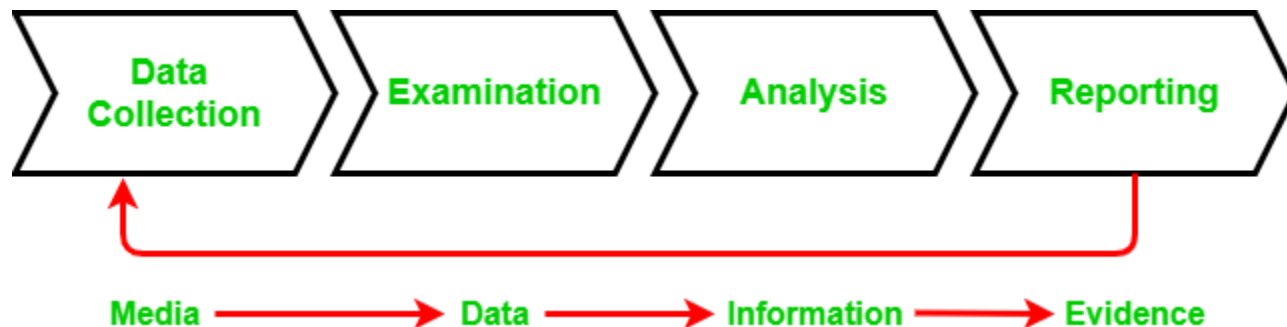 Data
Collection
Examination
Analysis
Reporting
Media
Data
Information
Evidence